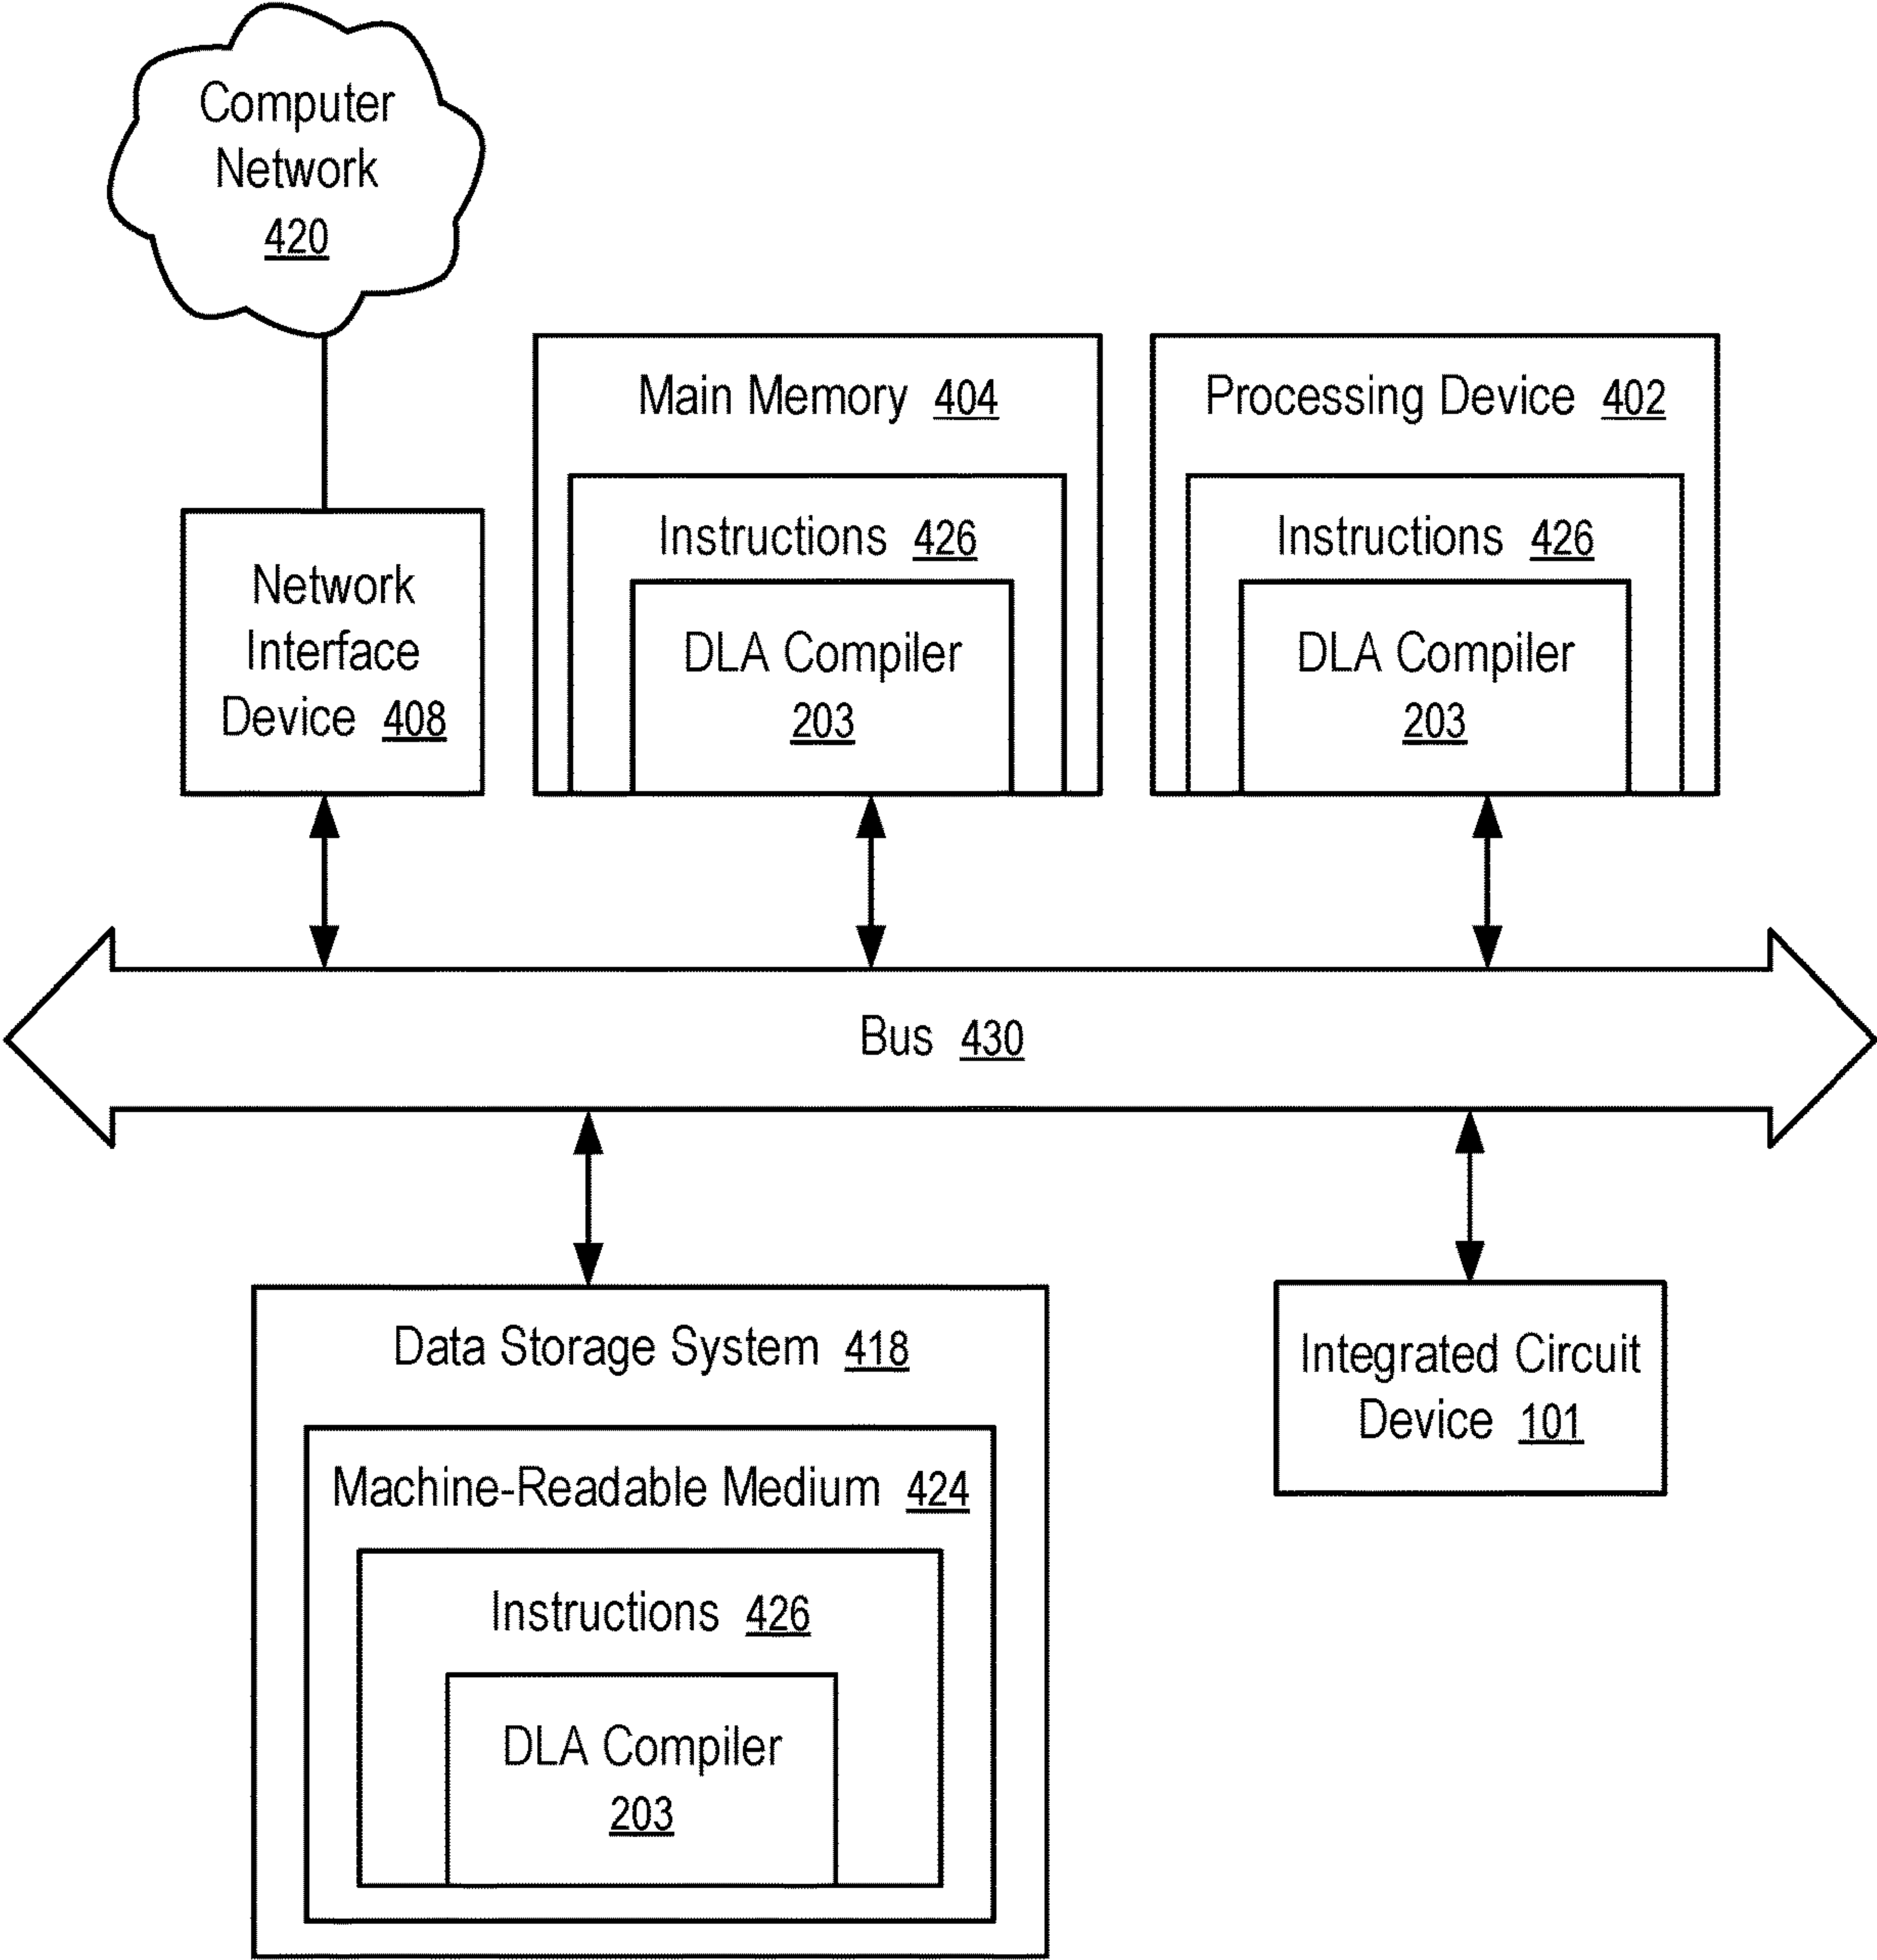 Computer
Network
420
Main Memory 404
Processing Device 402
Instructions 426
Instructions 426
Network
Interface
Device 408
DLA Compiler
203
DLA Compiler
203
Bus 430
Data Storage System 418
Integrated Circuit
Device 101
Machine-Readable Medium 424
Instructions 426
DLA Compiler
203